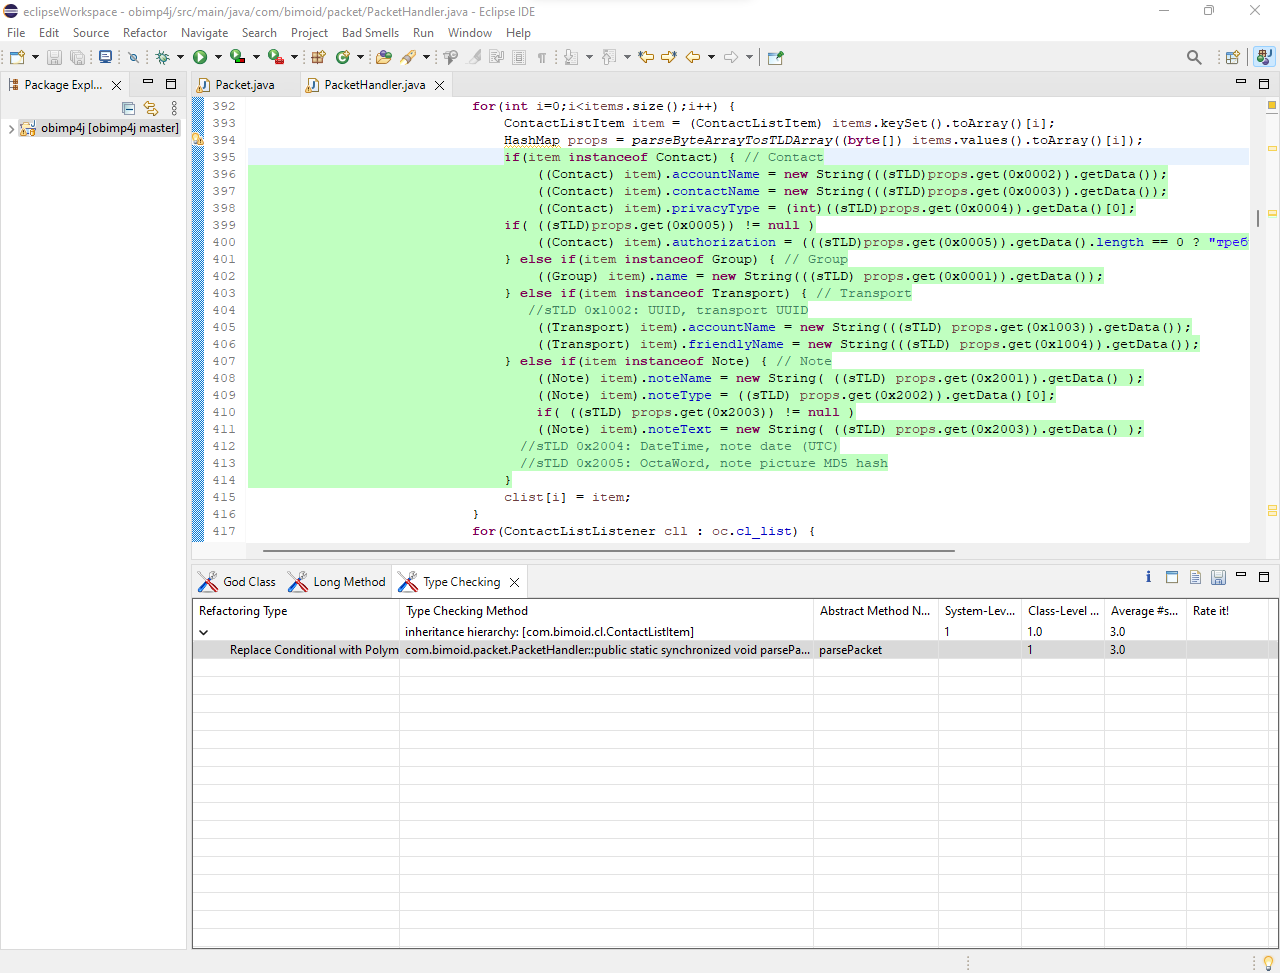 eclipseWorkspace - obimp4j/src/main/java/com/bimoid/packet/PacketHandler.java - Eclipse IDE
File Edit Source Refactor Navigate Search Project Bad Smells Run Window Help
Package Expl...
obimp4j [obimp4j master]
Packet.java PacketHandler.java
392 for(int i=0;i<items.size();i++) {
393 ContactListItem item = (ContactListItem) items.keySet().toArray()[i];
394 HashMap props = parseByteArrayTosTLDArray((byte[]) items.values().toArray()[i]);
395 if(item instanceof Contact) { // Contact
396 ((Contact) item).accountName = new String(((sTLD)props.get(0x0002)).getData());
397 ((Contact) item).contactName = new String(((sTLD)props.get(0x0003)).getData());
398 ((Contact) item).privacyType = (int)((sTLD)props.get(0x0004)).getData()[0];
399 if( ((sTLD)props.get(0x0005)) != null )
400 ((Contact) item).authorization = (((sTLD)props.get(0x0005)).getData().length == 0 ? "треб
401 } else if(item instanceof Group) { // Group
402 ((Group) item).name = new String(((sTLD) props.get(0x0001)).getData());
403 } else if(item instanceof Transport) { // Transport
404 //sTLD 0x1002: UUID, transport UUID
405 ((Transport) item).accountName = new String(((sTLD) props.get(0x1003)).getData());
406 ((Transport) item).friendlyName = new String(((sTLD) props.get(0x1004)).getData());
407 } else if(item instanceof Note) { // Note
408 ((Note) item).noteName = new String( ((sTLD) props.get(0x2001)).getData() );
409 ((Note) item).noteType = ((sTLD) props.get(0x2002)).getData()[0];
410 if( ((sTLD) props.get(0x2003)) != null )
411 ((Note) item).noteText = new String( ((sTLD) props.get(0x2003)).getData() );
412 //sTLD 0x2004: DateTime, note date (UTC)
413 //sTLD 0x2005: OctaWord, note picture MD5 hash
414 }
415 clist[i] = item;
416 }
417 for(ContactListListener cll : oc.cl_list) {
God Class Long Method Type Checking
Refactoring Type Type Checking Method Abstract Method N... System-Lev... Class-Level ... Average #s... Rate it!
inheritance hierarchy: [com.bimoid.cl.ContactListItem] 1 1.0 3.0
Replace Conditional with Polym com.bimoid.packet.PacketHandler::public static synchronized void parsePa... parsePacket 1 3.0